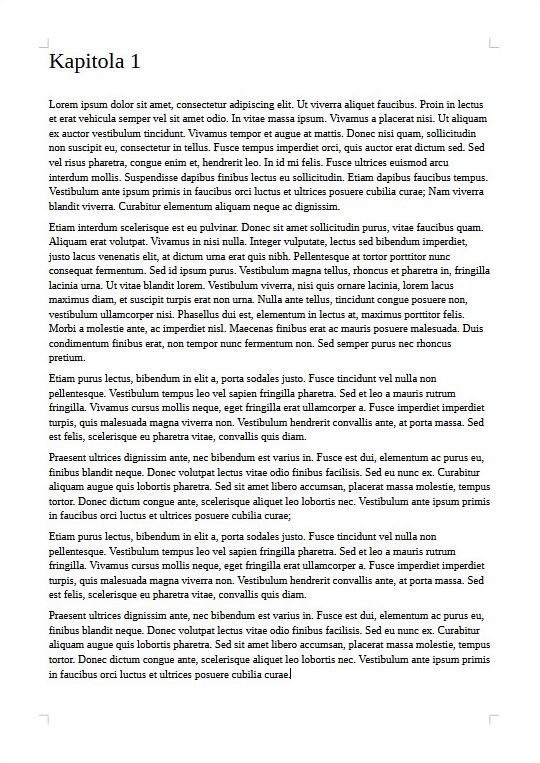 Kapitola 1
Lorem ipsum dolor sit amet, consectetur adipiscing elit. Ut viverra aliquet faucibus. Proin in lectus
et erat vehicula semper vel sit amet odio. In vitae massa ipsum. Vivamus a placerat nisi. Ut aliquam
ex auctor vestibulum tincidunt. Vivamus tempor et augue at mattis. Donec nisi quam, sollicitudin
non suscipit eu, consectetur in tellus. Fusce tempus imperdiet orci, quis auctor erat dictum sed. Sed
vel risus pharetra, congue enim et, hendrerit leo. In id mi felis. Fusce ultrices euismod arcu
interdum mollis. Suspendisse dapibus finibus lectus eu sollicitudin. Etiam dapibus faucibus tempus.
Vestibulum ante ipsum primis in faucibus orci luctus et ultrices posuere cubilia curae; Nam viverra
blandit viverra. Curabitur elementum aliquam neque ac dignissim.
Etiam interdum scelerisque est eu pulvinar. Donec sit amet sollicitudin purus, vitae faucibus quam.
Aliquam erat volutpat. Vivamus in nisi nulla. Integer vulputate, lectus sed bibendum imperdiet,
justo lacus venenatis elit, at dictum urna erat quis nibh. Pellentesque at tortor porttitor nunc
consequat fermentum. Sed id ipsum purus. Vestibulum magna tellus, rhoncus et pharetra in, fringilla
lacinia urna. Ut vitae blandit lorem. Vestibulum viverra, nisi quis ornare lacinia, lorem lacus
maximus diam, et suscipit turpis erat non urna. Nulla ante tellus, tincidunt congue posuere non,
vestibulum ullamcorper nisi. Phasellus dui est, elementum in lectus at, maximus porttitor felis.
Morbi a molestie ante, ac imperdiet nisl. Maecenas finibus erat ac mauris posuere malesuada. Duis
condimentum finibus erat, non tempor nunc fermentum non. Sed semper purus nec rhoncus
pretium.
Etiam purus lectus, bibendum in elit a, porta sodales justo. Fusce tincidunt vel nulla non
pellentesque. Vestibulum tempus leo vel sapien fringilla pharetra. Sed et leo a mauris rutrum
fringilla. Vivamus cursus mollis neque, eget fringilla erat ullamcorper a. Fusce imperdiet imperdiet
turpis, quis malesuada magna viverra non. Vestibulum hendrerit convallis ante, at porta massa. Sed
est felis, scelerisque eu pharetra vitae, convallis quis diam.
Praesent ultrices dignissim ante, nec bibendum est varius in. Fusce est dui, elementum ac purus eu,
finibus blandit neque. Donec volutpat lectus vitae odio finibus facilisis. Sed eu nunc ex. Curabitur
aliquam augue quis lobortis pharetra. Sed sit amet libero accumsan, placerat massa molestie, tempus
tortor. Donec dictum congue ante, scelerisque aliquet leo lobortis nec. Vestibulum ante ipsum primis
in faucibus orci luctus et ultrices posuere cubilia curae;
Etiam purus lectus, bibendum in elit a, porta sodales justo. Fusce tincidunt vel nulla non
pellentesque. Vestibulum tempus leo vel sapien fringilla pharetra. Sed et leo a mauris rutrum
fringilla. Vivamus cursus mollis neque, eget fringilla erat ullamcorper a. Fusce imperdiet imperdiet
turpis, quis malesuada magna viverra non. Vestibulum hendrerit convallis ante, at porta massa. Sed
est felis, scelerisque eu pharetra vitae, convallis quis diam.
Praesent ultrices dignissim ante, nec bibendum est varius in. Fusce est dui, elementum ac purus eu,
finibus blandit neque. Donec volutpat lectus vitae odio finibus facilisis. Sed eu nunc ex. Curabitur
aliquam augue quis lobortis pharetra. Sed sit amet libero accumsan, placerat massa molestie, tempus
tortor. Donec dictum congue ante, scelerisque aliquet leo lobortis nec. Vestibulum ante ipsum primis
in faucibus orci luctus et ultrices posuere cubilia curae.